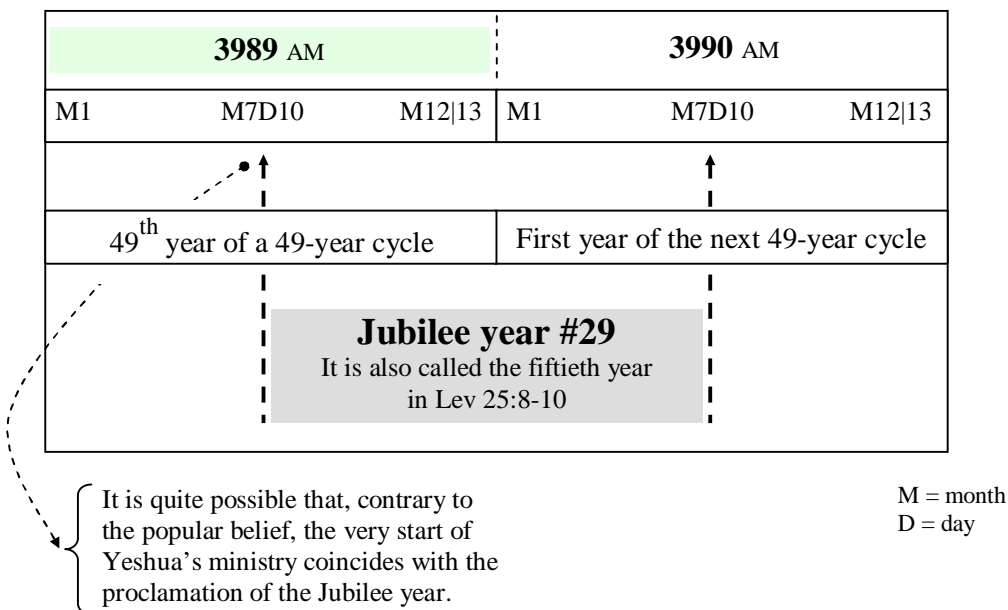 3989 AM
3990 AM
M1 M7D10 M12|13
M1 M7D10 M12|13
49th year of a 49-year cycle
First year of the next 49-year cycle
Jubilee year #29
It is also called the fiftieth year
in Lev 25:8-10
It is quite possible that, contrary to
the popular belief, the very start of
Yeshua’s ministry coincides with the
proclamation of the Jubilee year.
M = month
D = day